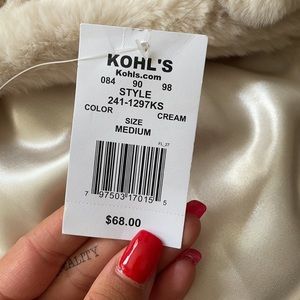 KOHL'S
Kohls.com
084 90 98
STYLE
241-1297KS
COLOR CREAM
SIZE
MEDIUM
FL_27
7 97503 17015 5
$68.00